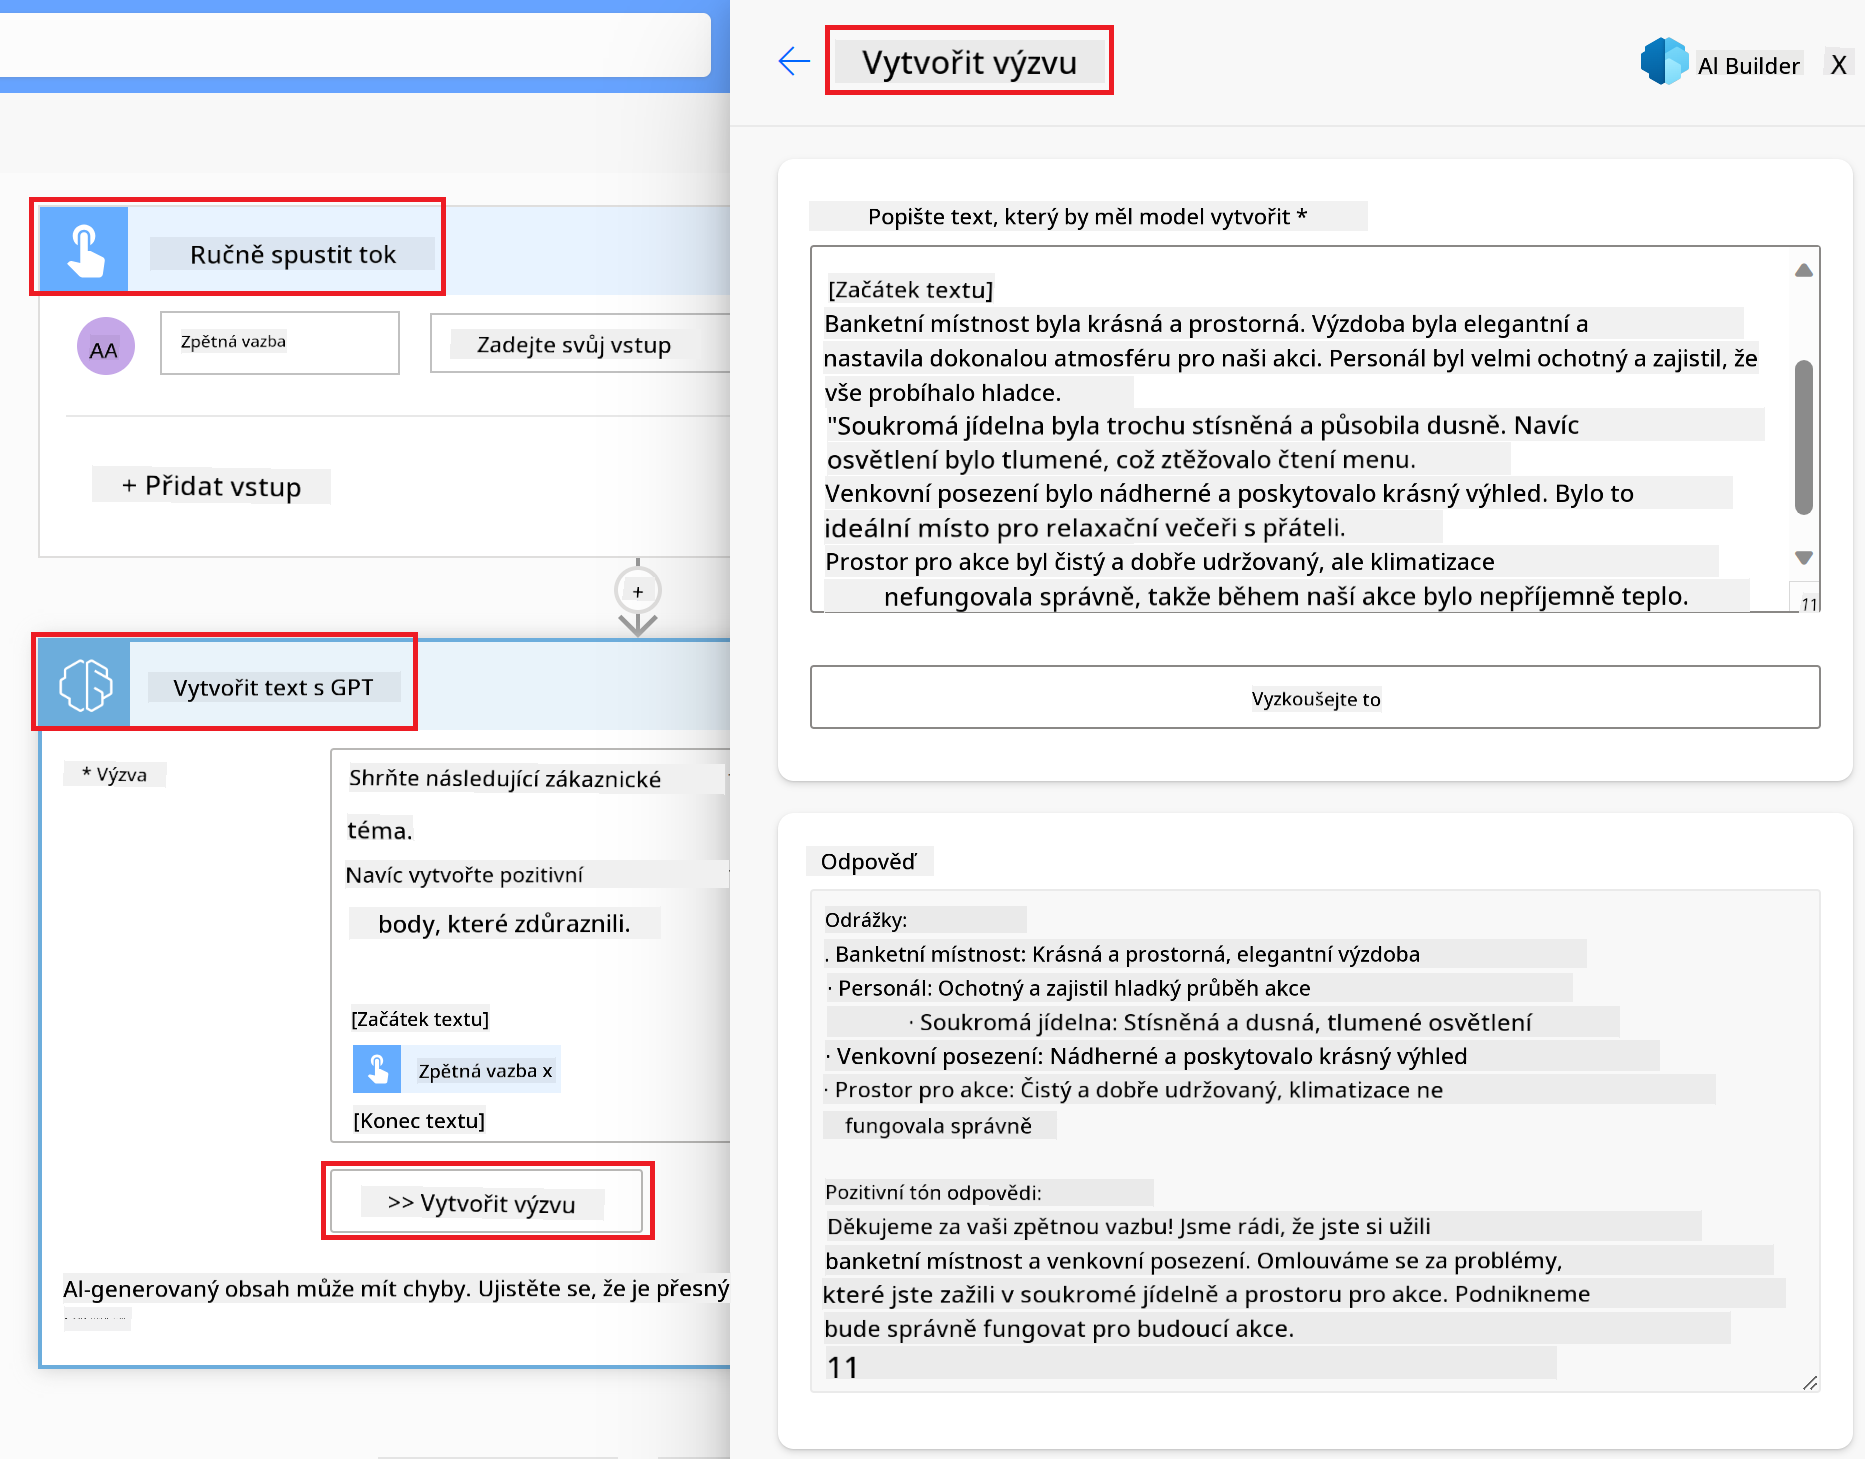 Ručně spustit tok
AA
Zpětná vazba
Zadejte svůj vstup
+ Přidat vstup
+
Vytvořit text s GPT
* Výzva
Shrňte následující zákaznické
téma.
Navíc vytvořte pozitivní
body, které zdůraznili.
[Začátek textu]
Zpětná vazba x
[Konec textu]
>> Vytvořit výzvu
AI-generovaný obsah může mít chyby. Ujistěte se, že je přesný
Vytvořit výzvu
AI Builder
X
Popište text, který by měl model vytvořit *
[Začátek textu]
Banketní místnost byla krásná a prostorná. Výzdoba byla elegantní a
nastavila dokonalou atmosféru pro naši akci. Personál byl velmi ochotný a zajistil, že
vše probíhalo hladce.
"Soukromá jídelna byla trochu stísněná a působila dusně. Navíc
osvětlení bylo tlumené, což ztěžovalo čtení menu.
Venkovní posezení bylo nádherné a poskytovalo krásný výhled. Bylo to
ideální místo pro relaxační večeři s přáteli.
Prostor pro akce byl čistý a dobře udržovaný, ale klimatizace
nefungovala správně, takže během naší akce bylo nepříjemně teplo.
11
Vyzkoušejte to
Odpověď
Odrážky:
. Banketní místnost: Krásná a prostorná, elegantní výzdoba
· Personál: Ochotný a zajistil hladký průběh akce
· Soukromá jídelna: Stísněná a dusná, tlumené osvětlení
· Venkovní posezení: Nádherné a poskytovalo krásný výhled
· Prostor pro akce: Čistý a dobře udržovaný, klimatizace ne
fungovala správně
Pozitivní tón odpovědi:
Děkujeme za vaši zpětnou vazbu! Jsme rádi, že jste si užili
banketní místnost a venkovní posezení. Omlouváme se za problémy,
které jste zažili v soukromé jídelně a prostoru pro akce. Podnikneme
bude správně fungovat pro budoucí akce.
11